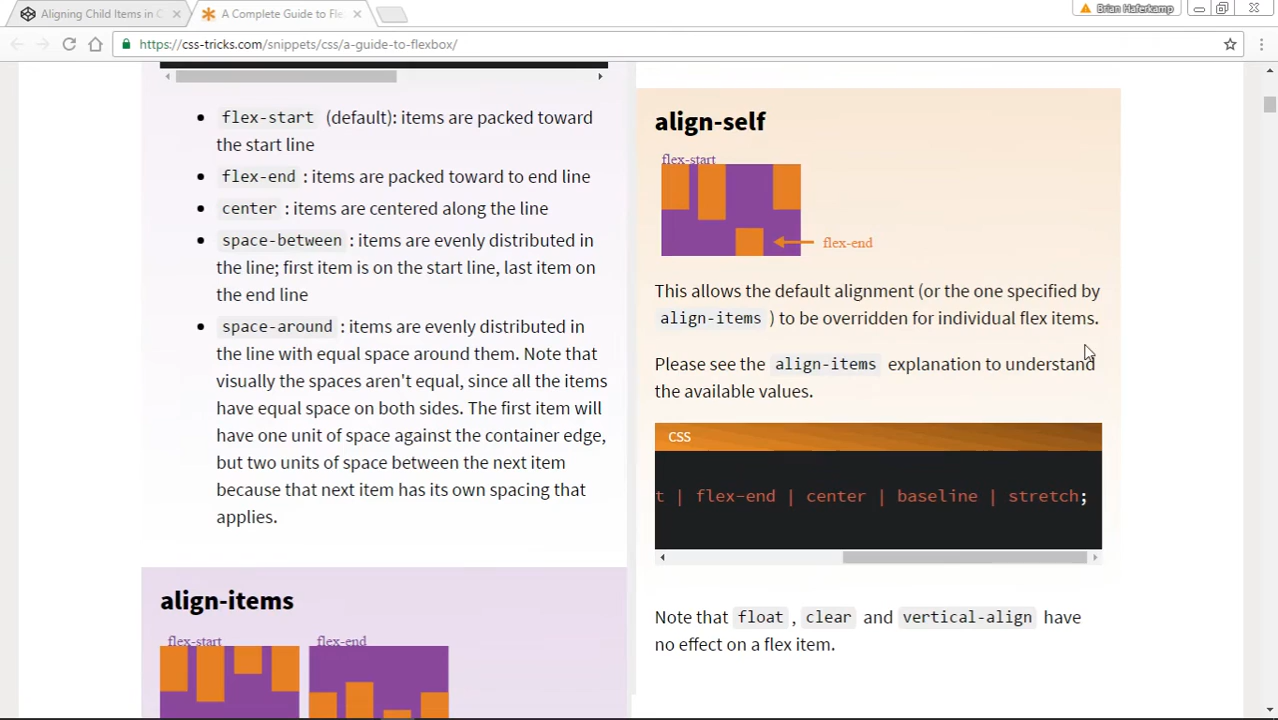 Aligning Child Items in C
A Complete Guide to Fle
Brian Haferkamp
https://css-tricks.com/snippets/css/a-guide-to-flexbox/
flex-start (default): items are packed toward
the start line
flex-end : items are packed toward to end line
center : items are centered along the line
space-between : items are evenly distributed in
the line; first item is on the start line, last item on
the end line
space-around : items are evenly distributed in
the line with equal space around them. Note that
visually the spaces aren't equal, since all the items
have equal space on both sides. The first item will
have one unit of space against the container edge,
but two units of space between the next item
because that next item has its own spacing that
applies.
align-items
flex-start flex-end
align-self
flex-start
flex-end
This allows the default alignment (or the one specified by
align-items ) to be overridden for individual flex items.
Please see the align-items explanation to understand
the available values.
CSS
t | flex-end | center | baseline | stretch;
Note that float , clear and vertical-align have
no effect on a flex item.